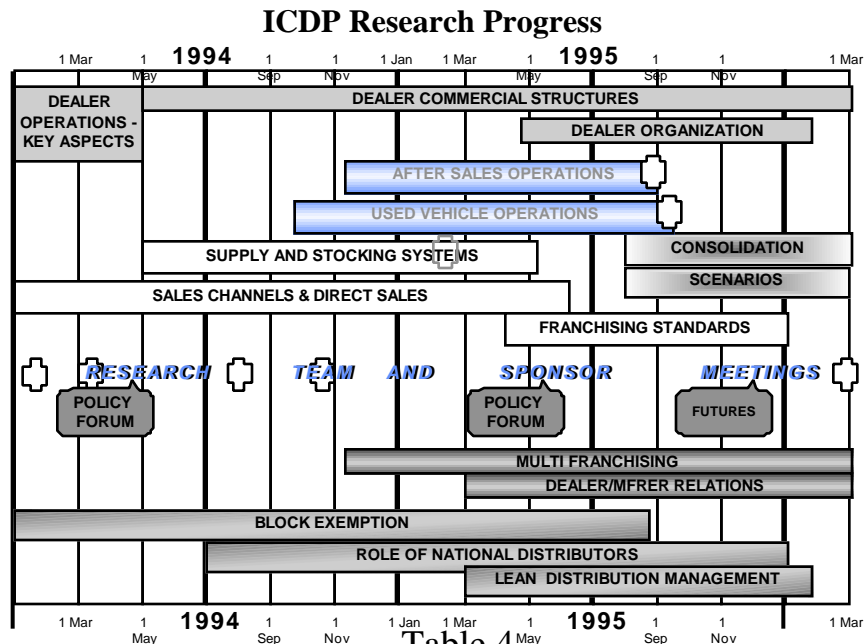 ICDP Research Progress
1 Mar 1 May 1994 1 Sep 1 Nov 1 Jan 1 Mar 1 May 1995 1 Sep 1 Nov 1 Mar
DEALER OPERATIONS - KEY ASPECTS
DEALER COMMERCIAL STRUCTURES
DEALER ORGANIZATION
AFTER SALES OPERATIONS
USED VEHICLE OPERATIONS
SUPPLY AND STOCKING SYSTEMS
CONSOLIDATION
SCENARIOS
SALES CHANNELS & DIRECT SALES
FRANCHISING STANDARDS
RESEARCH TEAM AND SPONSOR MEETINGS
POLICY FORUM
POLICY FORUM
FUTURES
MULTI FRANCHISING
DEALER/MFRER RELATIONS
BLOCK EXEMPTION
ROLE OF NATIONAL DISTRIBUTORS
LEAN DISTRIBUTION MANAGEMENT
1 Mar 1 May 1994 1 Sep 1 Nov 1 Jan 1 Mar 1 May 1995 1 Sep 1 Nov 1 Mar
Table 4